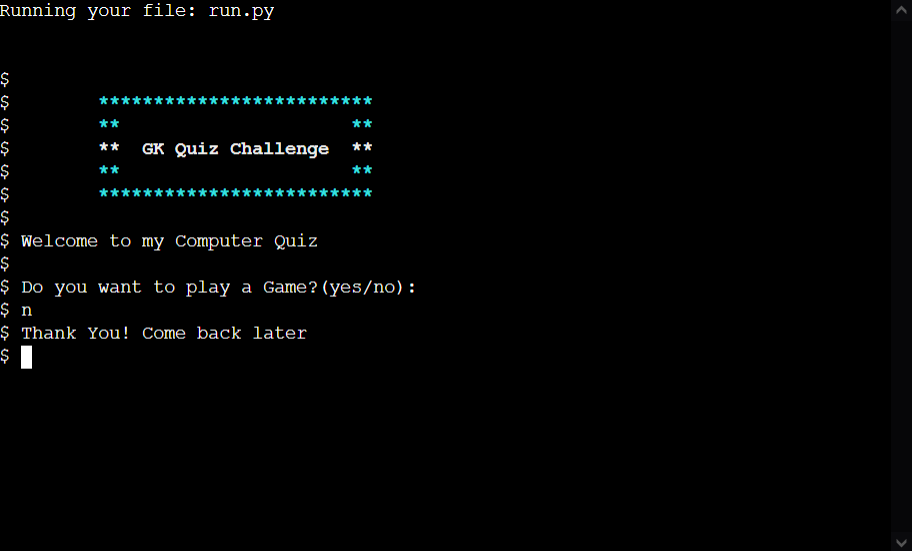 Running your file: run.py
$
$ *************************
$ ** **
$ ** GK Quiz Challenge **
$ ** **
$ *************************
$
$ Welcome to my Computer Quiz
$
$ Do you want to play a Game?(yes/no):
$ n
$ Thank You! Come back later
$